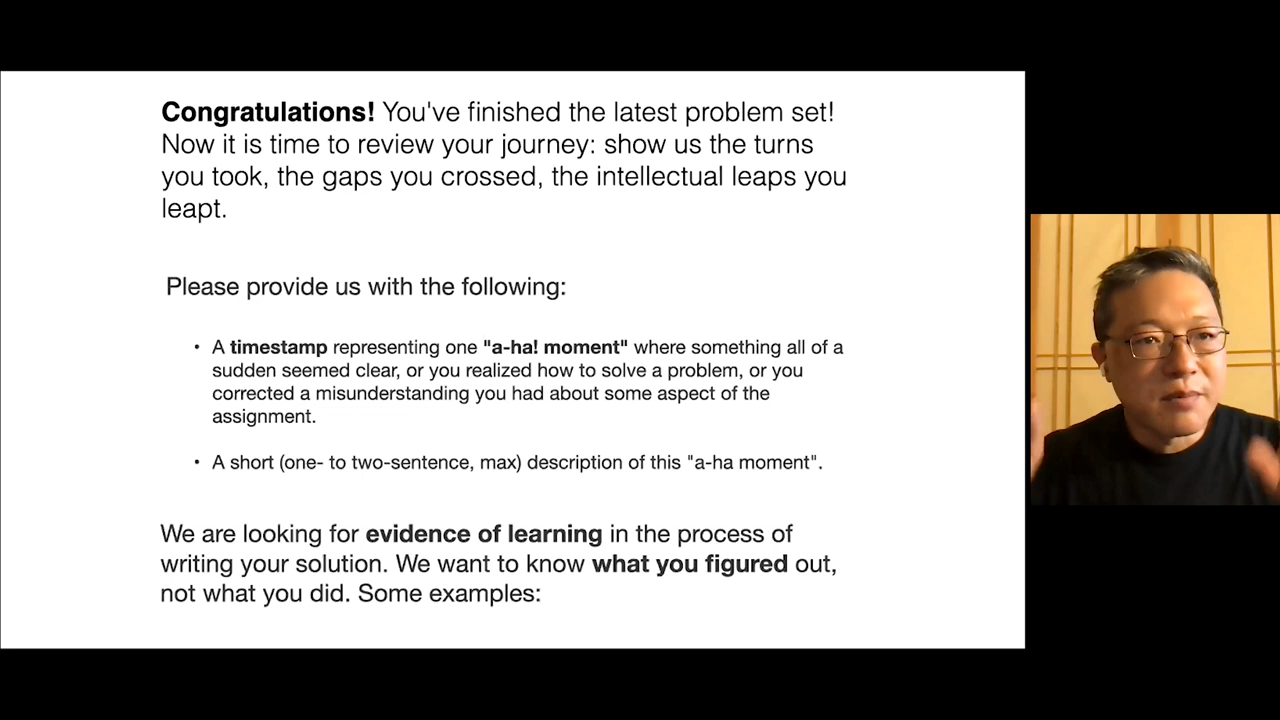 Congratulations! You've finished the latest problem set!
Now it is time to review your journey: show us the turns
you took, the gaps you crossed, the intellectual leaps you
leapt.
Please provide us with the following:
• A timestamp representing one "a-ha! moment" where something all of a
sudden seemed clear, or you realized how to solve a problem, or you
corrected a misunderstanding you had about some aspect of the
assignment.
• A short (one- to two-sentence, max) description of this "a-ha moment".
We are looking for evidence of learning in the process of
writing your solution. We want to know what you figured out,
not what you did. Some examples: